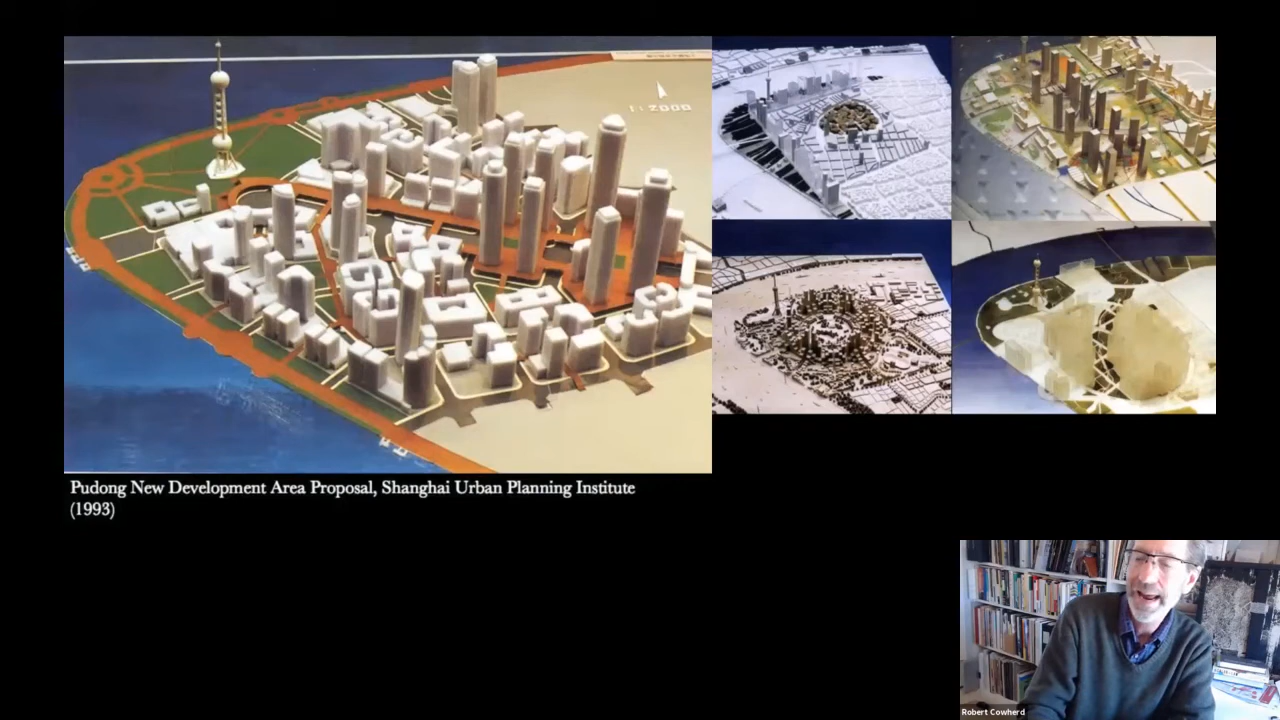 1:2000
Pudong New Development Area Proposal, Shanghai Urban Planning Institute
(1993)
Robert Cowherd